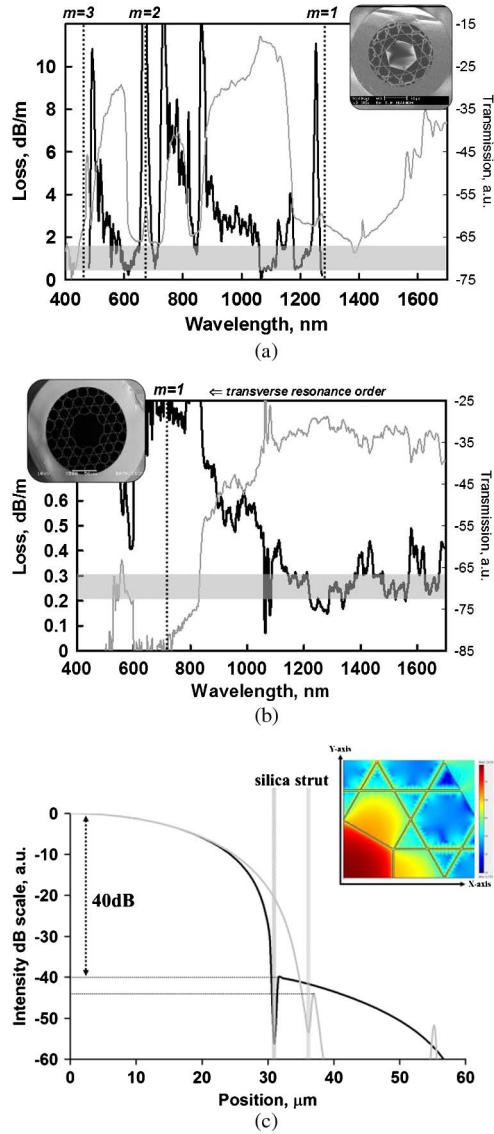 m=3 m=2 m=1
Loss, dB/m
10
8
6
4
2
0
-15
-25
-35
-45
-55
-65
-75
Transmission, a.u.
400 600 800 1000 1200 1400 1600
Wavelength, nm
(a)
m=1 ⇐ transverse resonance order
Loss, dB/m
0.6
0.5
0.4
0.3
0.2
0.1
0
-25
-35
-45
-55
-65
-75
-85
Transmission, a.u.
400 600 800 1000 1200 1400 1600
Wavelength, nm
(b)
Y-axis
silica strut
X-axis
Intensity dB scale, a.u.
0
-10
-20
-30
-40
-50
-60
40dB
0 10 20 30 40 50 60
Position, μm
(c)